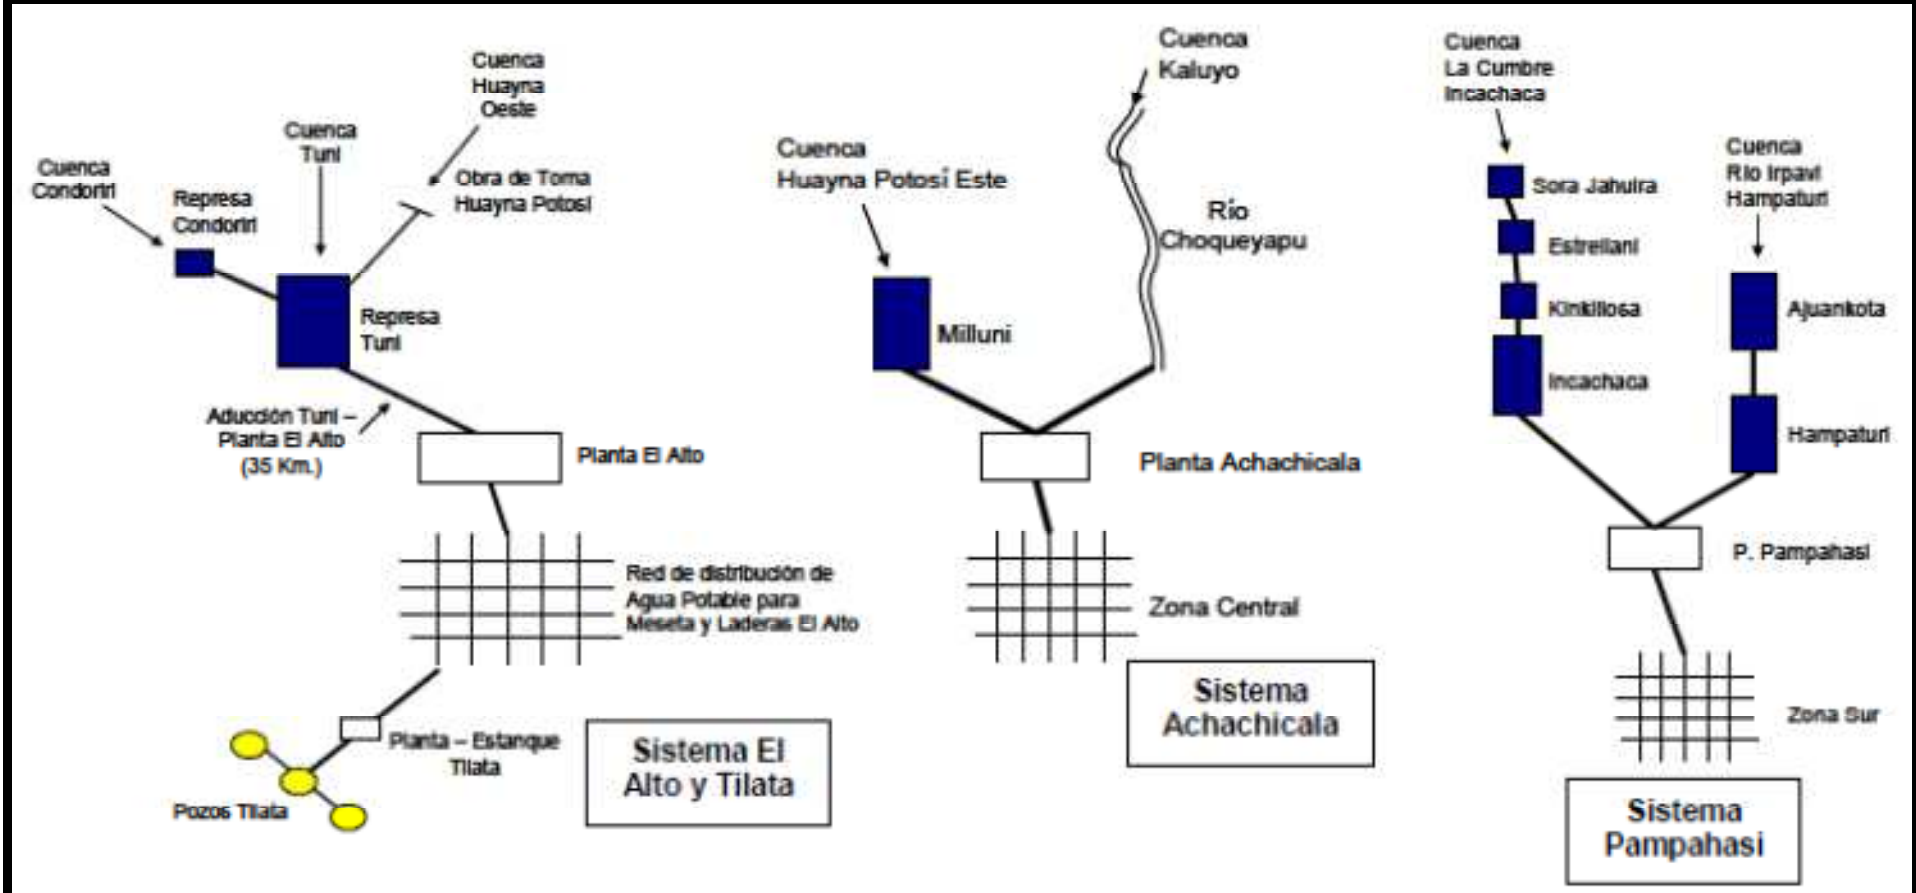 Cuenca
Condoriri
Represa
Condoriri
Cuenca
Tuni
Cuenca
Huayna
Oeste
Obra de Toma
Huayna Potosí
Represa
Tuni
Aducción Tuni –
Planta El Alto
(35 Km.)
Planta El Alto
Red de distribución de
Agua Potable para
Meseta y Laderas El Alto
Planta – Estanque
Tilata
Pozos Tilata
Sistema El
Alto y Tilata
Cuenca
Kaluyo
Cuenca
Huayna Potosí Este
Río
Choqueyapu
Milluni
Planta Achachicala
Zona Central
Sistema
Achachicala
Cuenca
La Cumbre
Incachaca
Cuenca
Río Irpavi
Hampaturi
Sora Jahuira
Estrellani
Kinkillosa
Incachaca
Ajuankota
Hampaturi
P. Pampahasi
Zona Sur
Sistema
Pampahasi